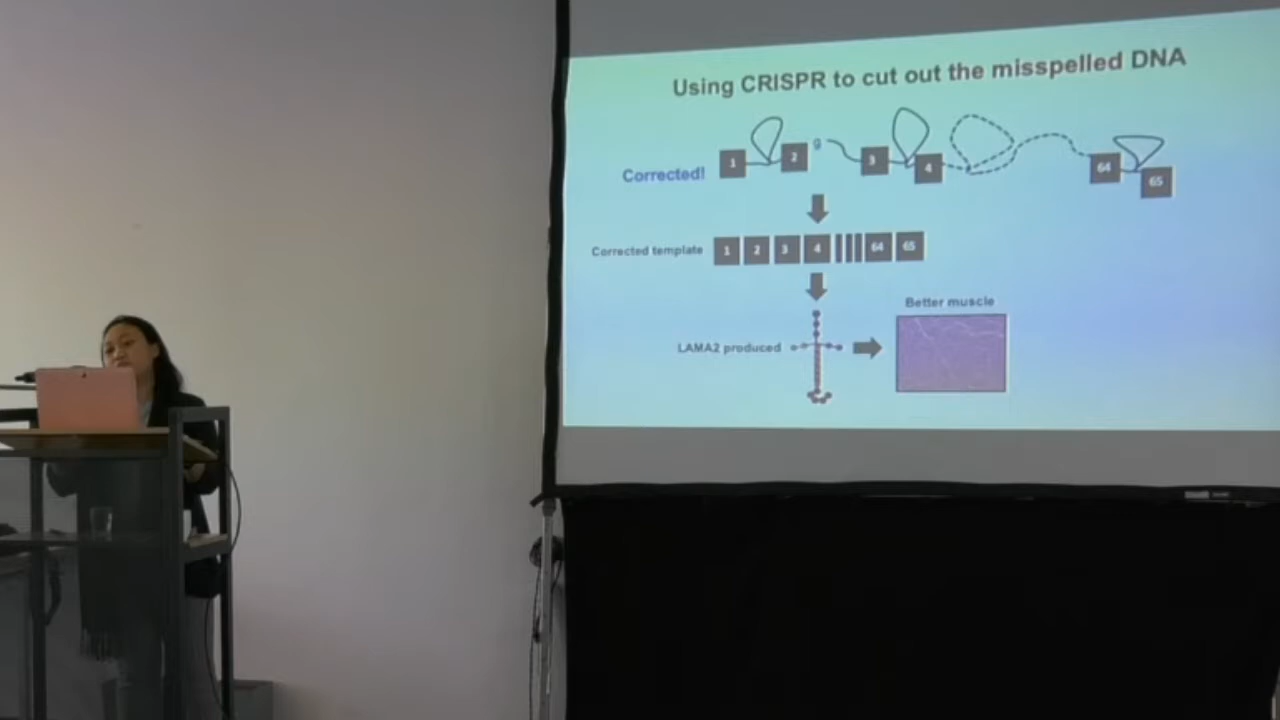 Using CRISPR to cut out the misspelled DNA
1 2 g 3 4 64 65
Corrected!
Corrected template 1 2 3 4 64 65
Better muscle
LAMA2 produced